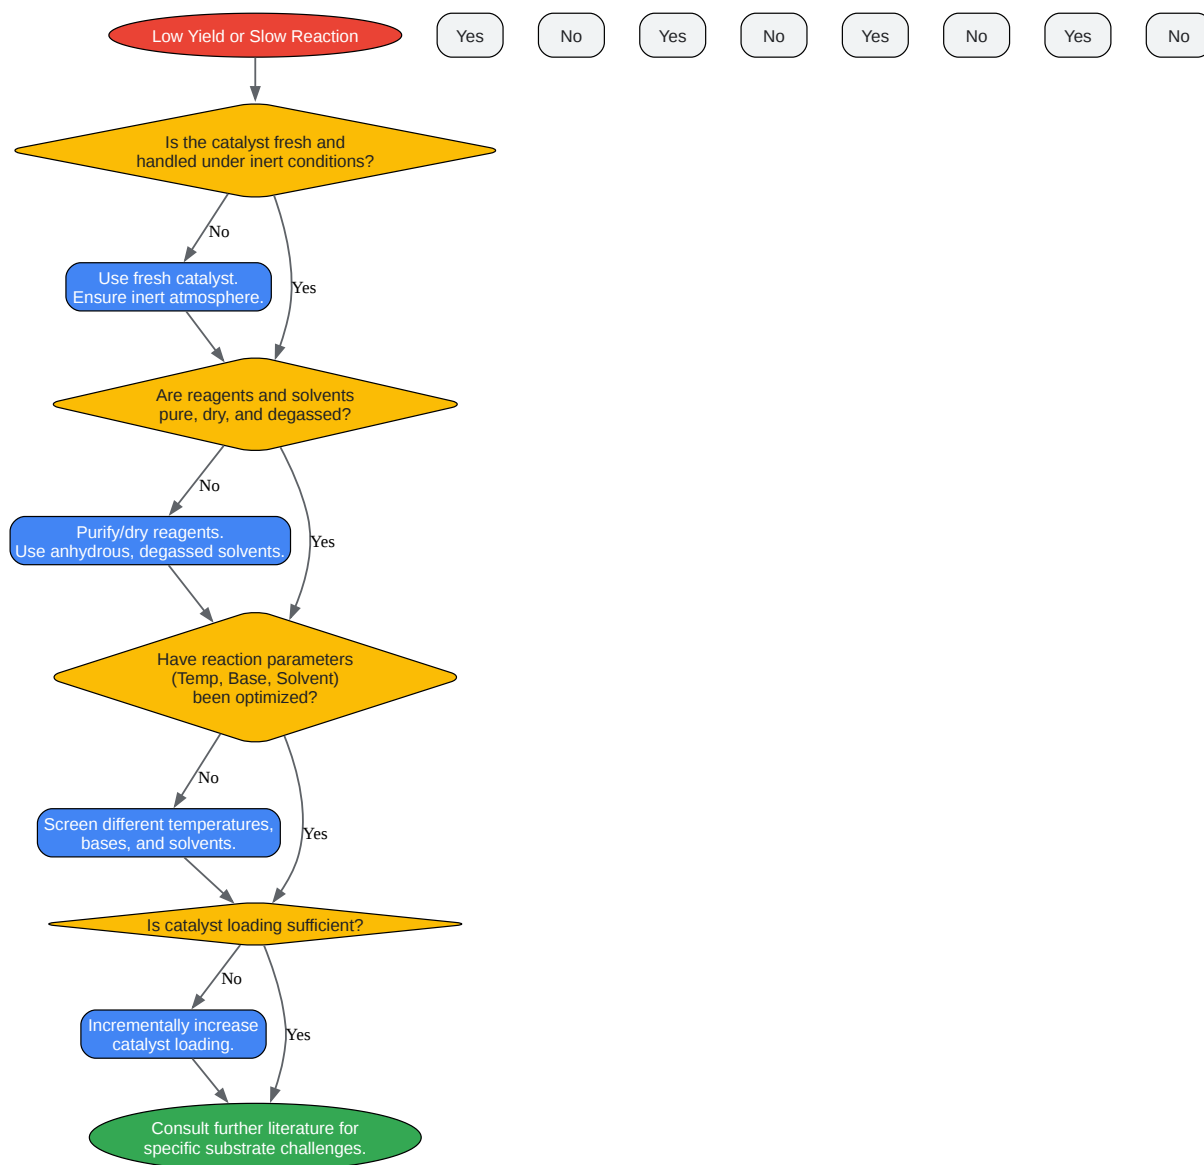 Low Yield or Slow Reaction
Yes
No
Yes
No
Yes
No
Yes
No
Is the catalyst fresh and
handled under inert conditions?
No
Use fresh catalyst.
Ensure inert atmosphere.
Yes
Are reagents and solvents
pure, dry, and degassed?
No
Purify/dry reagents.
Use anhydrous, degassed solvents.
Yes
Have reaction parameters
(Temp, Base, Solvent)
been optimized?
No
Screen different temperatures,
bases, and solvents.
Yes
Is catalyst loading sufficient?
No
Incrementally increase
catalyst loading.
Yes
Consult further literature for
specific substrate challenges.